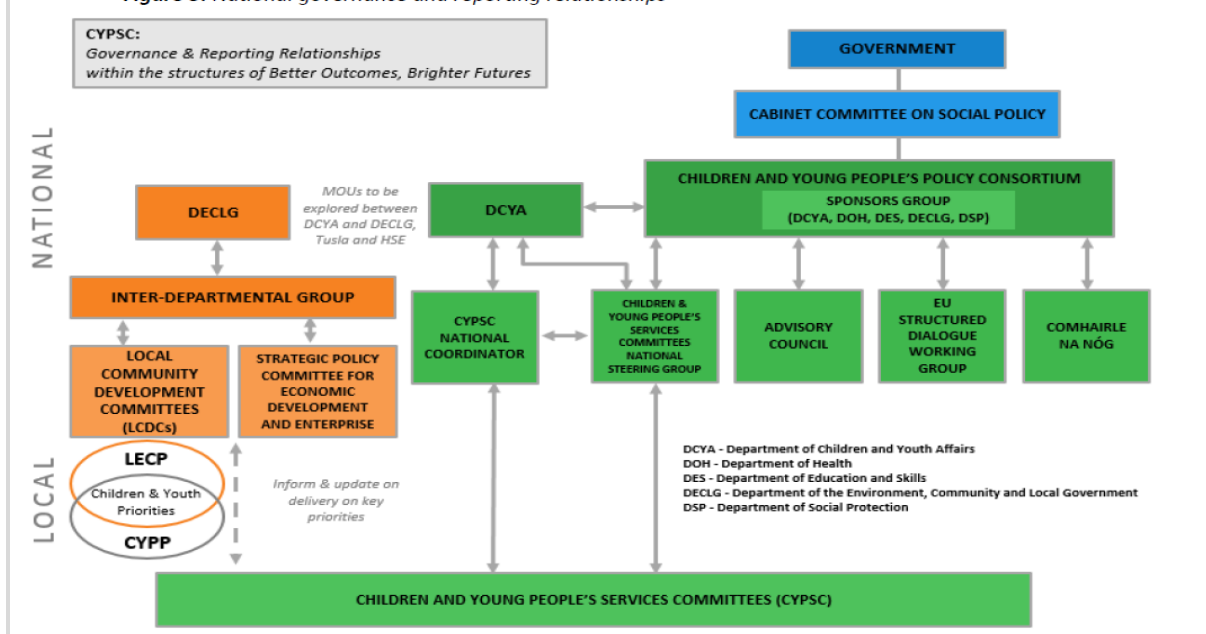 Figure 3: National governance and reporting relationships
CYPSC:
Governance & Reporting Relationships
within the structures of Better Outcomes, Brighter Futures
GOVERNMENT
CABINET COMMITTEE ON SOCIAL POLICY
CHILDREN AND YOUNG PEOPLE'S POLICY CONSORTIUM
SPONSORS GROUP
(DCYA, DOH, DES, DECLG, DSP)
NATIONAL
DECLG
MOUs to be
explored between
DCYA and DECLG,
Tusla and HSE
DCYA
INTER-DEPARTMENTAL GROUP
CYPSC
NATIONAL
COORDINATOR
CHILDREN &
YOUNG PEOPLE'S
SERVICES
COMMITTEES
NATIONAL
STEERING GROUP
ADVISORY
COUNCIL
EU
STRUCTURED
DIALOGUE
WORKING
GROUP
COMHAIRLE
NA NÓG
LOCAL
COMMUNITY
DEVELOPMENT
COMMITTEES
(LCDCs)
STRATEGIC POLICY
COMMITTEE FOR
ECONOMIC
DEVELOPMENT
AND ENTERPRISE
LOCAL
LECP
Children & Youth
Priorities
CYPP
Inform & update on
delivery on key
priorities
DCYA - Department of Children and Youth Affairs
DOH - Department of Health
DES - Department of Education and Skills
DECLG - Department of the Environment, Community and Local Government
DSP - Department of Social Protection
CHILDREN AND YOUNG PEOPLE'S SERVICES COMMITTEES (CYPSC)